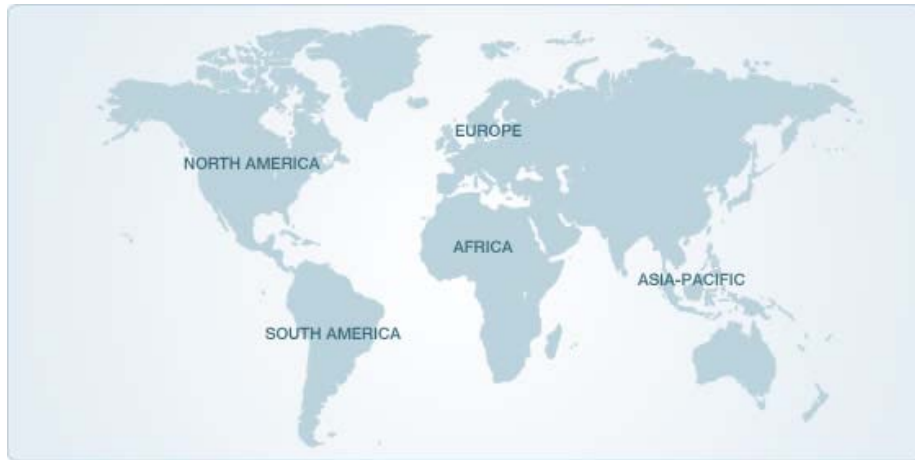 EUROPE
NORTH AMERICA
AFRICA
ASIA-PACIFIC
SOUTH AMERICA